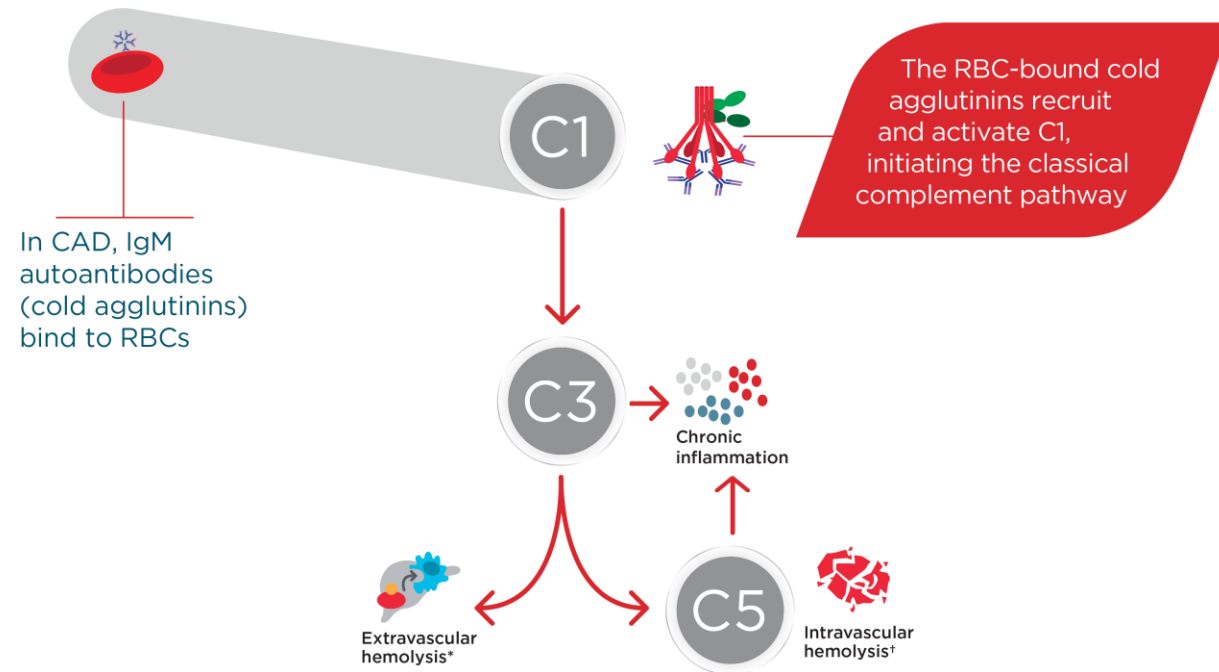 C1
The RBC-bound cold
agglutinins recruit
and activate C1,
initiating the classical
complement pathway
In CAD, IgM
autoantibodies
(cold agglutinins)
bind to RBCs
C3
Chronic
inflammation
Extravascular
hemolysis*
C5
Intravascular
hemolysis†